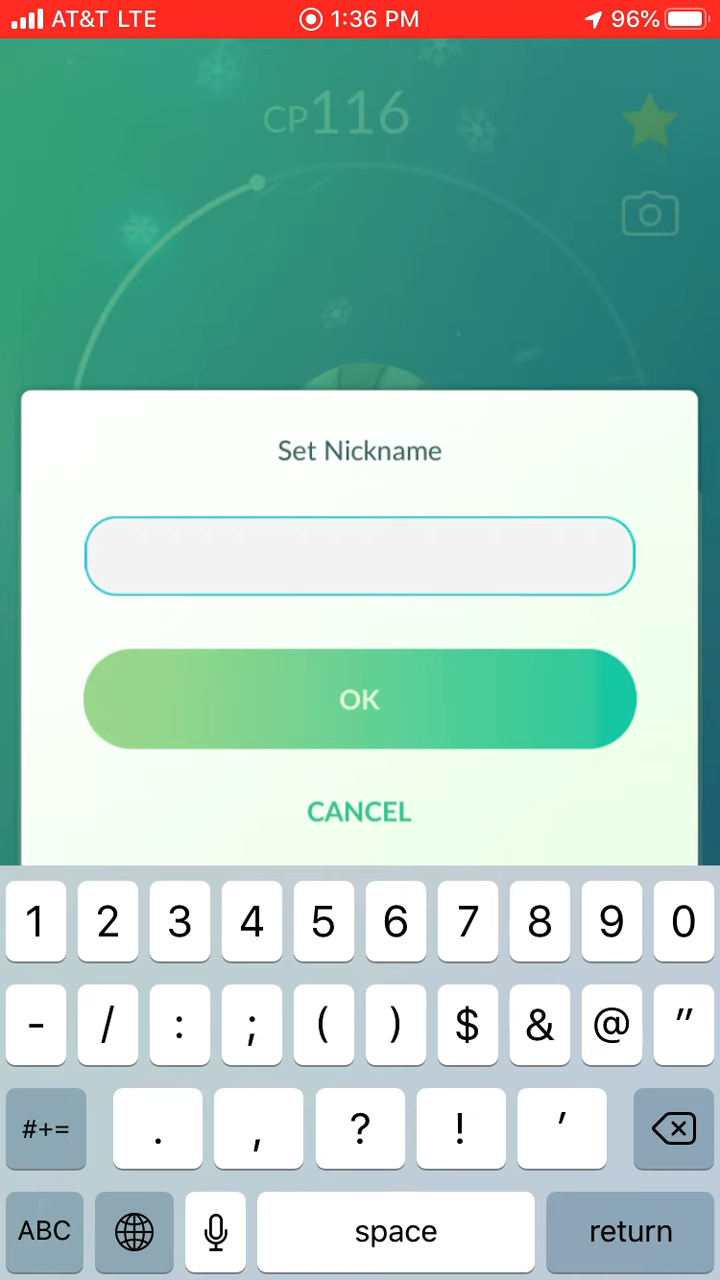 AT&T LTE 1:36 PM 96%
CP116
Set Nickname
OK
CANCEL
1 2 3 4 5 6 7 8 9 0
- / : ; ( ) $ & @ "
#+= . , ? ! '
ABC space return